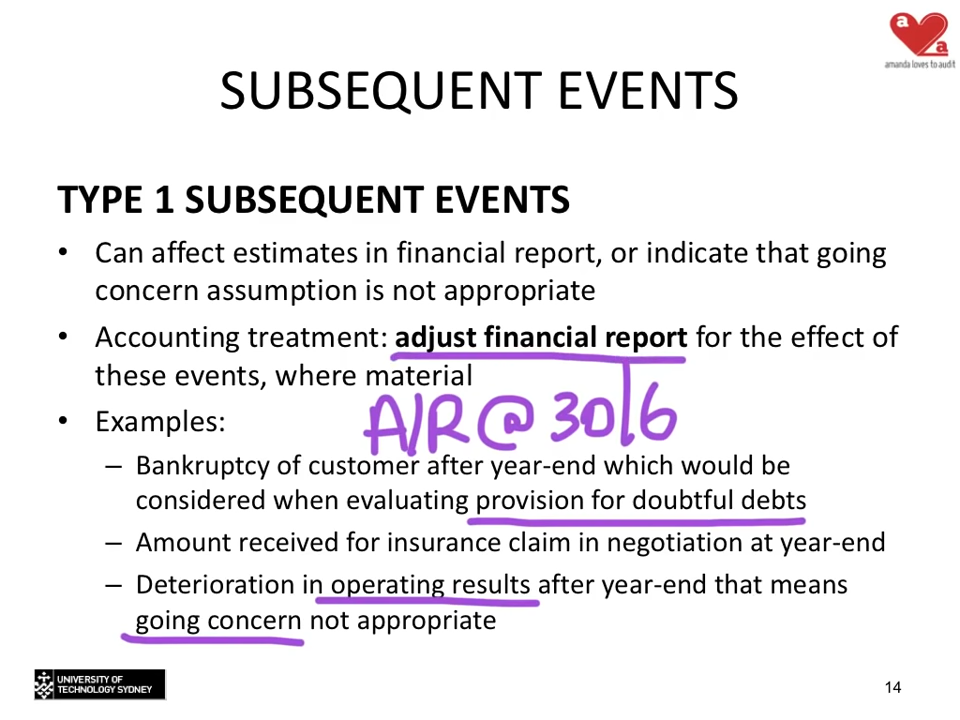 a
a
amanda loves to audit
SUBSEQUENT EVENTS
TYPE 1 SUBSEQUENT EVENTS
• Can affect estimates in financial report, or indicate that going
concern assumption is not appropriate
• Accounting treatment: adjust financial report for the effect of
these events, where material
• Examples:
A/R @ 30/6
– Bankruptcy of customer after year-end which would be
considered when evaluating provision for doubtful debts
– Amount received for insurance claim in negotiation at year-end
– Deterioration in operating results after year-end that means
going concern not appropriate
UNIVERSITY OF
TECHNOLOGY SYDNEY
14